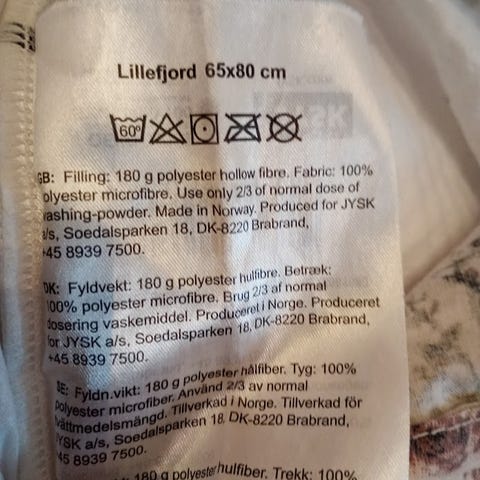 Lillefjord 65x80 cm
60°
GB: Filling: 180 g polyester hollow fibre. Fabric: 100%
polyester microfibre. Use only 2/3 of normal dose of
washing-powder. Made in Norway. Produced for JYSK
a/s, Soedalsparken 18, DK-8220 Brabrand,
+45 8939 7500.
DK: Fyldvekt: 180 g polyester hulfibre. Betræk:
100% polyester microfibre. Brug 2/3 af normal
dosering vaskemiddel. Produceret i Norge. Produceret
for JYSK a/s, Soedalsparken 18, DK-8220 Brabrand,
+45 8939 7500.
SE: Fyldn.vikt: 180 g polyester hålfiber. Tyg: 100%
polyester microfiber. Använd 2/3 av normal
tvättmedelsmängd. Tillverkad i Norge. Tillverkad för
JYSK a/s, Soedalsparken 18, DK-8220 Brabrand,
+45 8939 7500.
180 g polyester hulfiber. Trekk: 100%